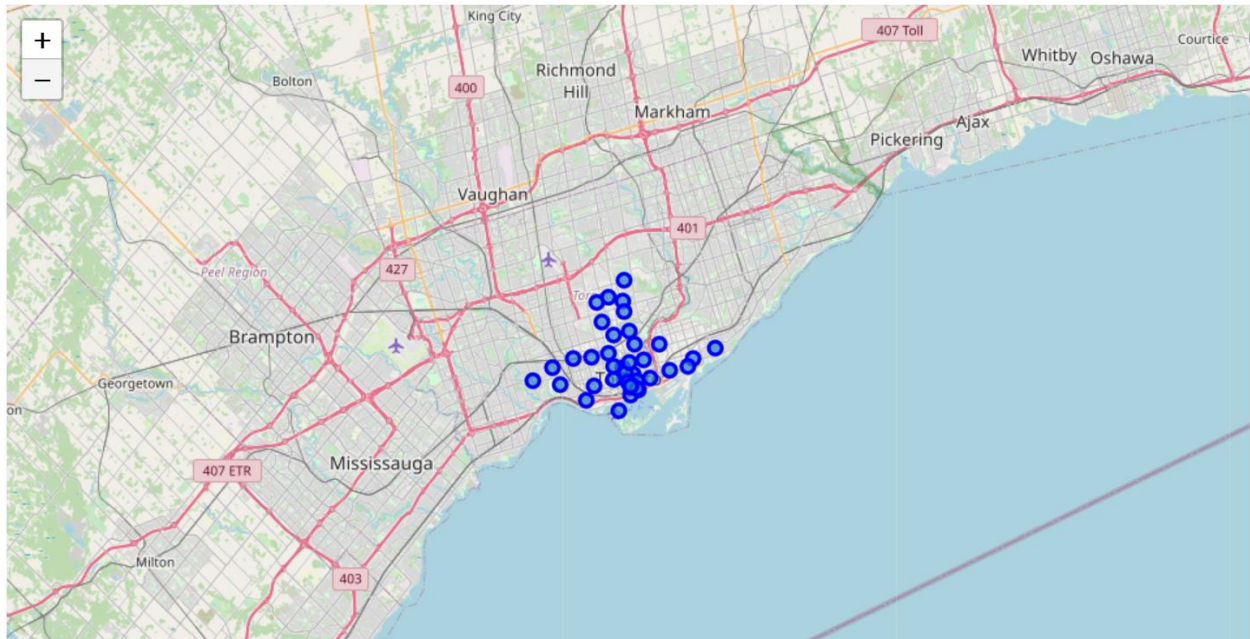 +
−
King City
407 Toll
Courtice
Whitby
Oshawa
Bolton
400
Richmond
Hill
Markham
Ajax
Pickering
Vaughan
401
427
Peel Region
Brampton
Georgetown
Mississauga
407 ETR
Milton
403